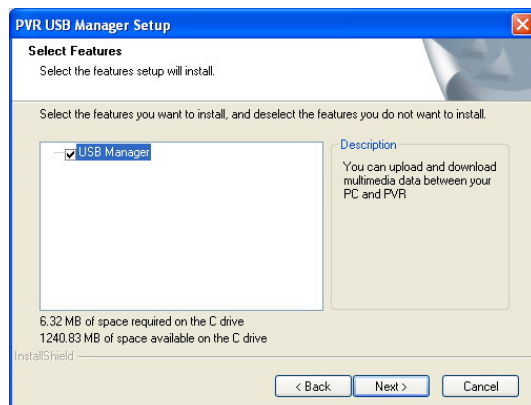 PVR USB Manager Setup
Select Features
Select the features setup will install.
Select the features you want to install, and deselect the features you do not want to install.
USB Manager
Description
You can upload and download
multimedia data between your
PC and PVR
6.32 MB of space required on the C drive
1240.83 MB of space available on the C drive
InstallShield
< Back
Next >
Cancel